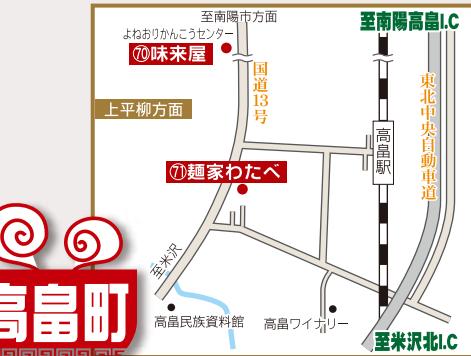 至南陽市方面
至南陽高畠I.C
よねおりかんこうセンター
⑦⓪味来屋
国道13号
東北中央自動車道
上平柳方面
高畠駅
㋆麺家わたべ
至米沢
高畠町
高畠民族資料館
高畠ワイナリー
至米沢北I.C